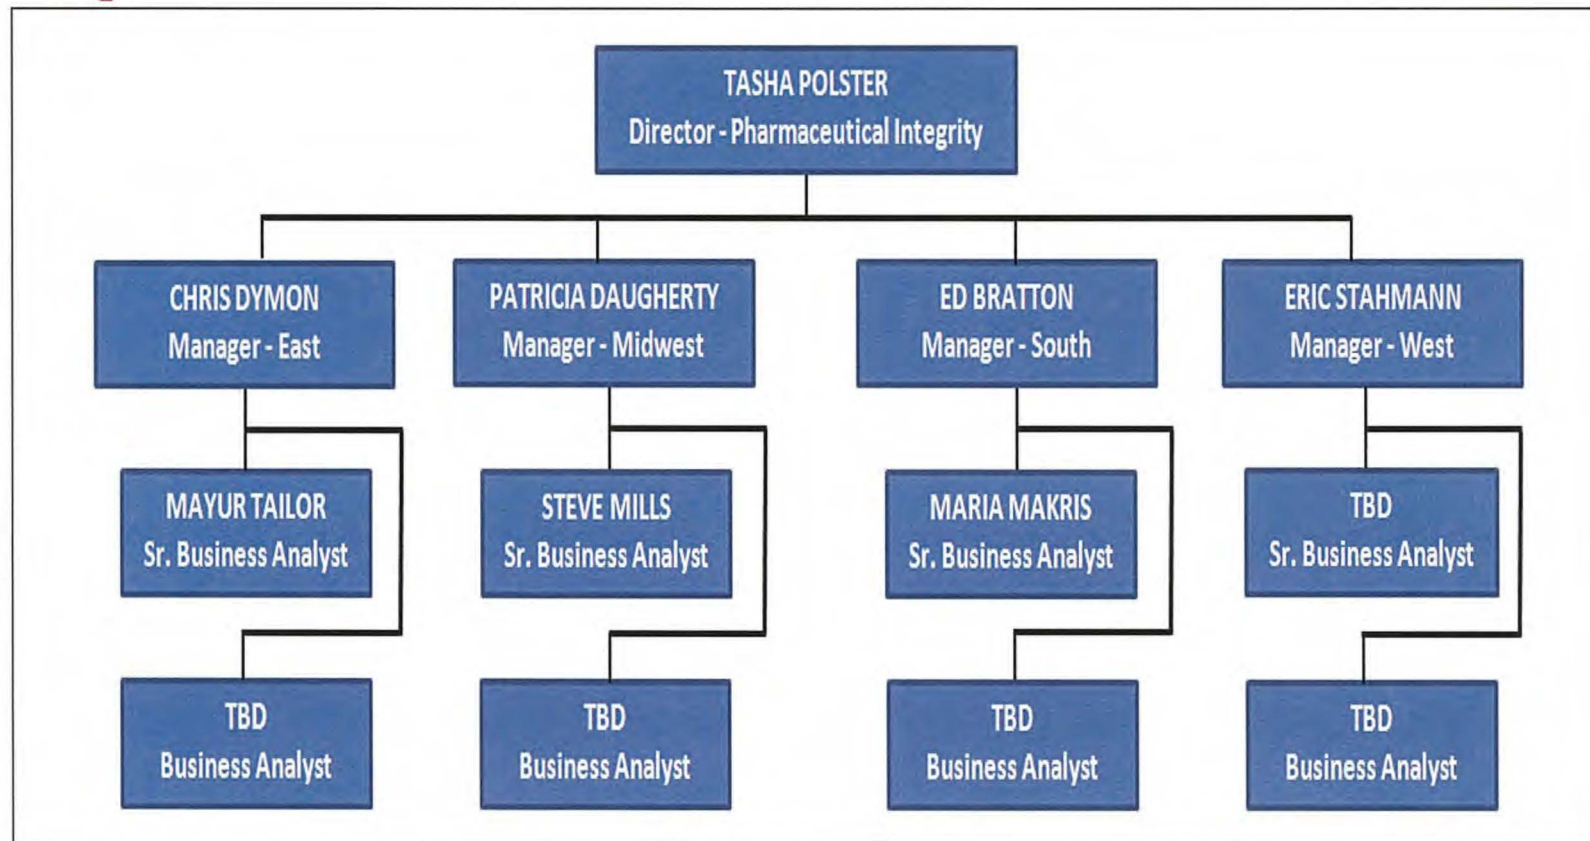 TASHA POLSTER
Director - Pharmaceutical Integrity
CHRIS DYMON
Manager - East
PATRICIA DAUGHERTY
Manager - Midwest
ED BRATTON
Manager - South
ERIC STAHMANN
Manager - West
MAYUR TAILOR
Sr. Business Analyst
STEVE MILLS
Sr. Business Analyst
MARIA MAKRIS
Sr. Business Analyst
TBD
Sr. Business Analyst
TBD
Business Analyst
TBD
Business Analyst
TBD
Business Analyst
TBD
Business Analyst